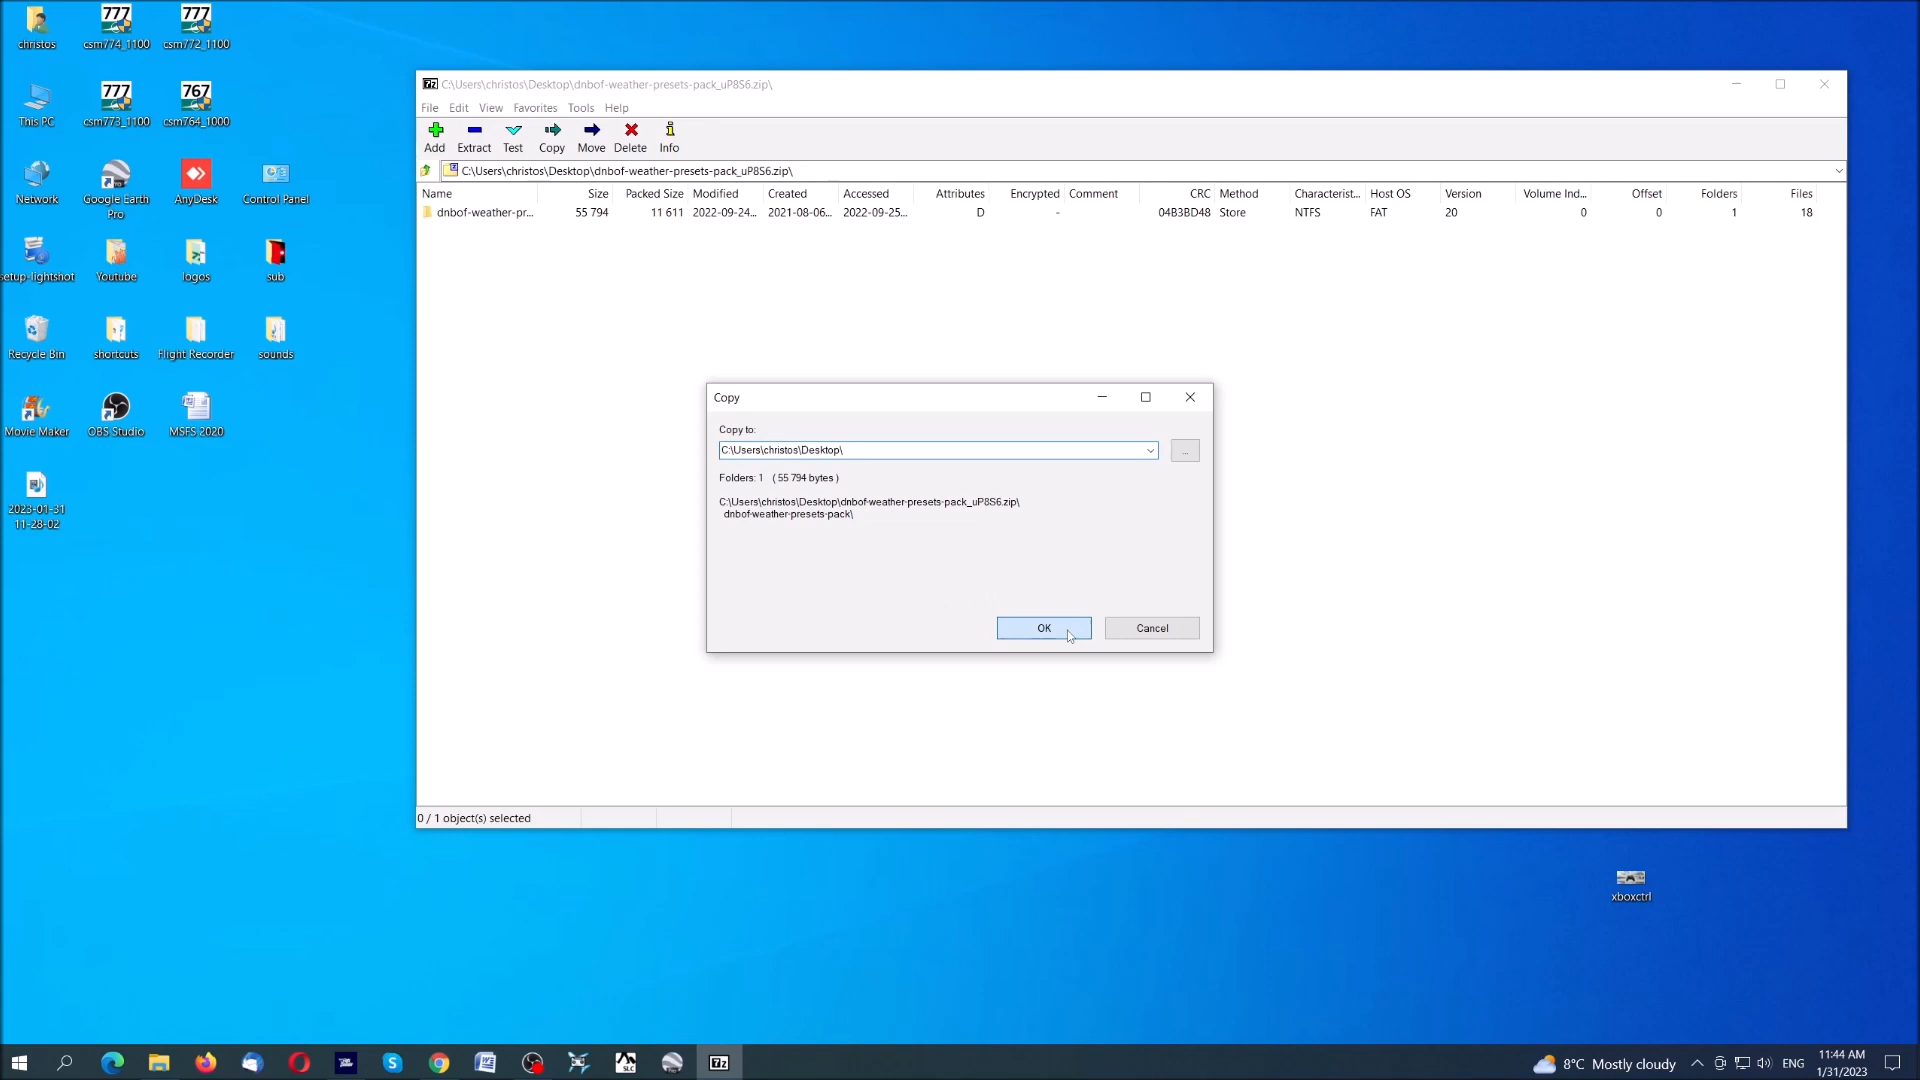 christos
777
csm774_1100
777
csm772_1100
This PC
777
csm773_1100
767
csm764_1000
Network
Google Earth
Pro
AnyDesk
Control Panel
setup-lightshot
Youtube
logos
sub
Recycle Bin
shortcuts
Flight Recorder
sounds
Movie Maker
OBS Studio
MSFS 2020
2023-01-31
11-28-02
xboxctrl
7z C:\Users\christos\Desktop\dnbof-weather-presets-pack_uP8S6.zip\
File Edit View Favorites Tools Help
Add Extract Test Copy Move Delete Info
C:\Users\christos\Desktop\dnbof-weather-presets-pack_uP8S6.zip\
Name Size Packed Size Modified Created Accessed Attributes Encrypted Comment CRC Method Characterist... Host OS Version Volume Ind... Offset Folders Files
dnbof-weather-pr... 55 794 11 611 2022-09-24... 2021-08-06... 2022-09-25... D - 04B3BD48 Store NTFS FAT 20 0 0 1 18
Copy
Copy to:
C:\Users\christos\Desktop\
...
Folders: 1 ( 55 794 bytes )
C:\Users\christos\Desktop\dnbof-weather-presets-pack_uP8S6.zip\
dnbof-weather-presets-pack\
OK Cancel
0 / 1 object(s) selected
SLC
7z
8°C Mostly cloudy
ENG
11:44 AM
1/31/2023